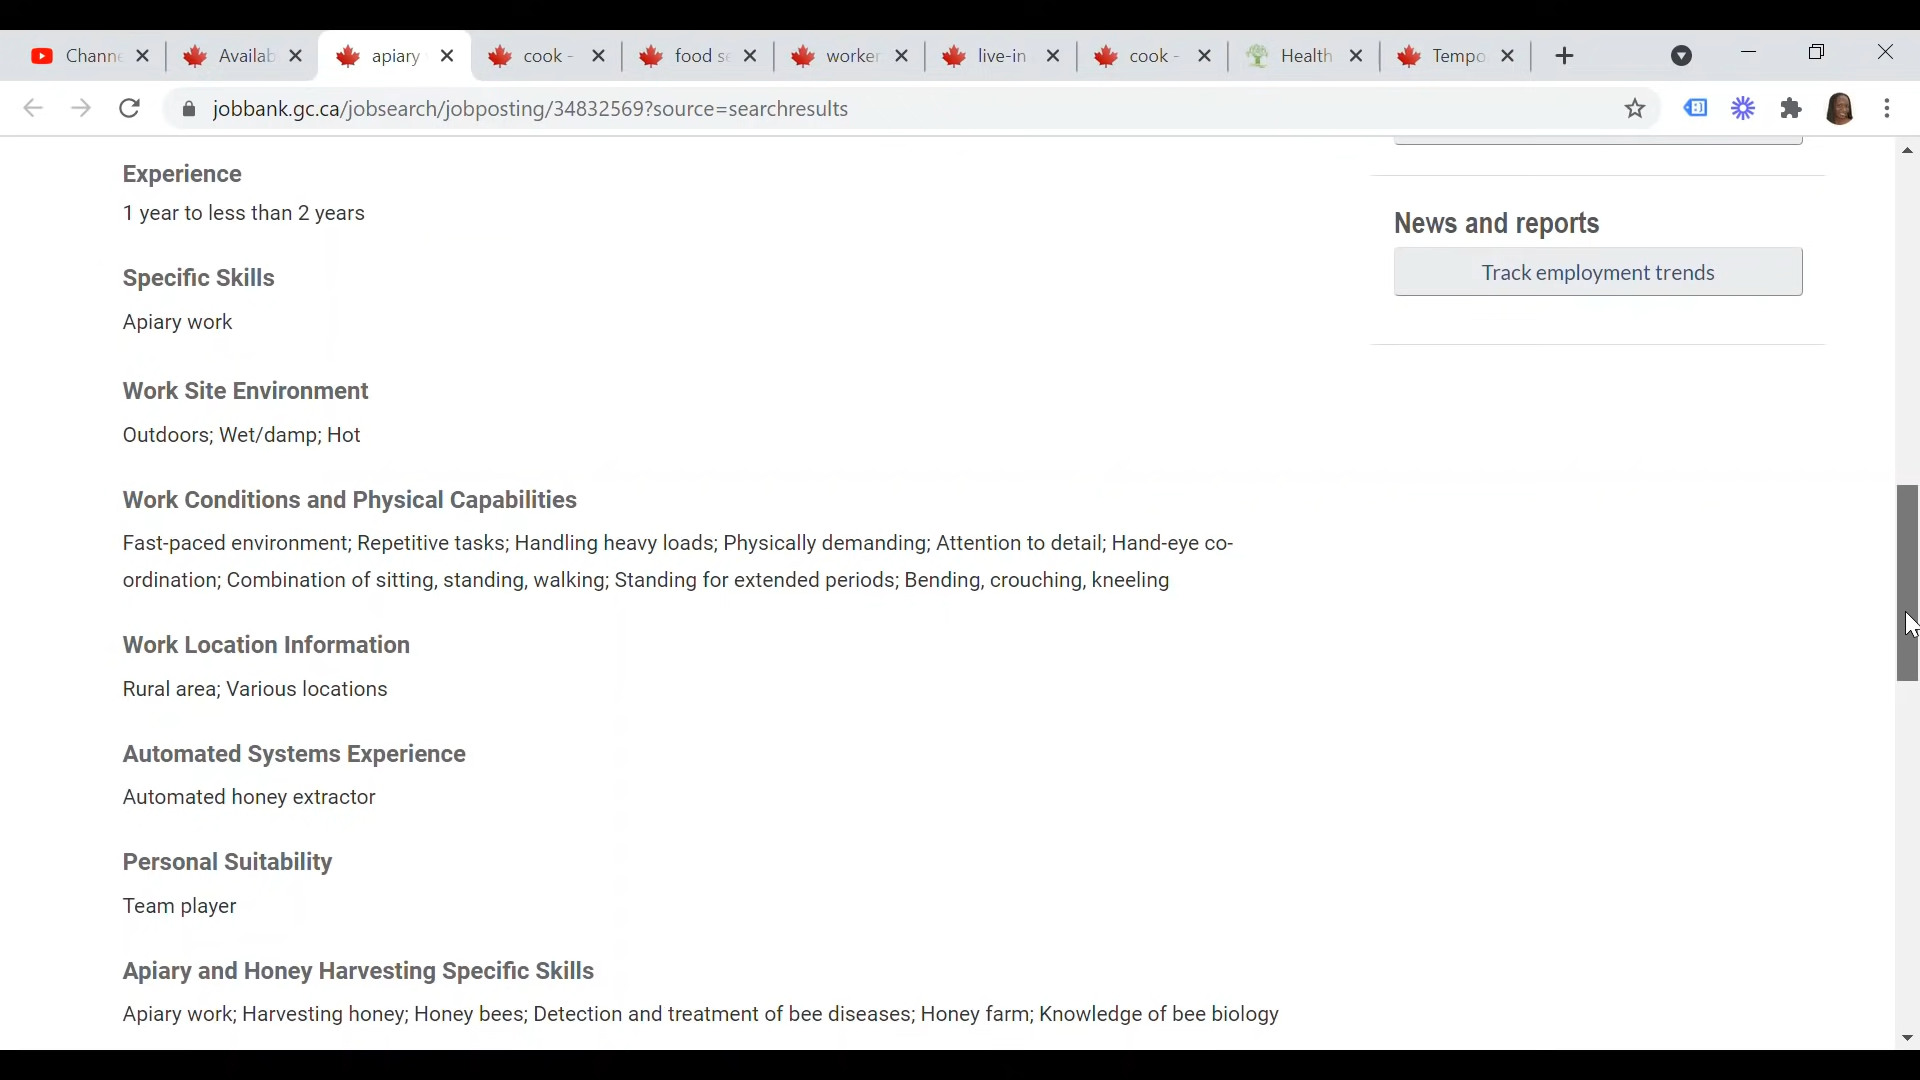 Channe
Availab
apiary
cook -
food se
worker
live-in
cook -
Health
Tempo
jobbank.gc.ca/jobsearch/jobposting/34832569?source=searchresults
Experience
1 year to less than 2 years
Specific Skills
Apiary work
Work Site Environment
Outdoors; Wet/damp; Hot
Work Conditions and Physical Capabilities
Fast-paced environment; Repetitive tasks; Handling heavy loads; Physically demanding; Attention to detail; Hand-eye co-
ordination; Combination of sitting, standing, walking; Standing for extended periods; Bending, crouching, kneeling
Work Location Information
Rural area; Various locations
Automated Systems Experience
Automated honey extractor
Personal Suitability
Team player
Apiary and Honey Harvesting Specific Skills
Apiary work; Harvesting honey; Honey bees; Detection and treatment of bee diseases; Honey farm; Knowledge of bee biology
News and reports
Track employment trends